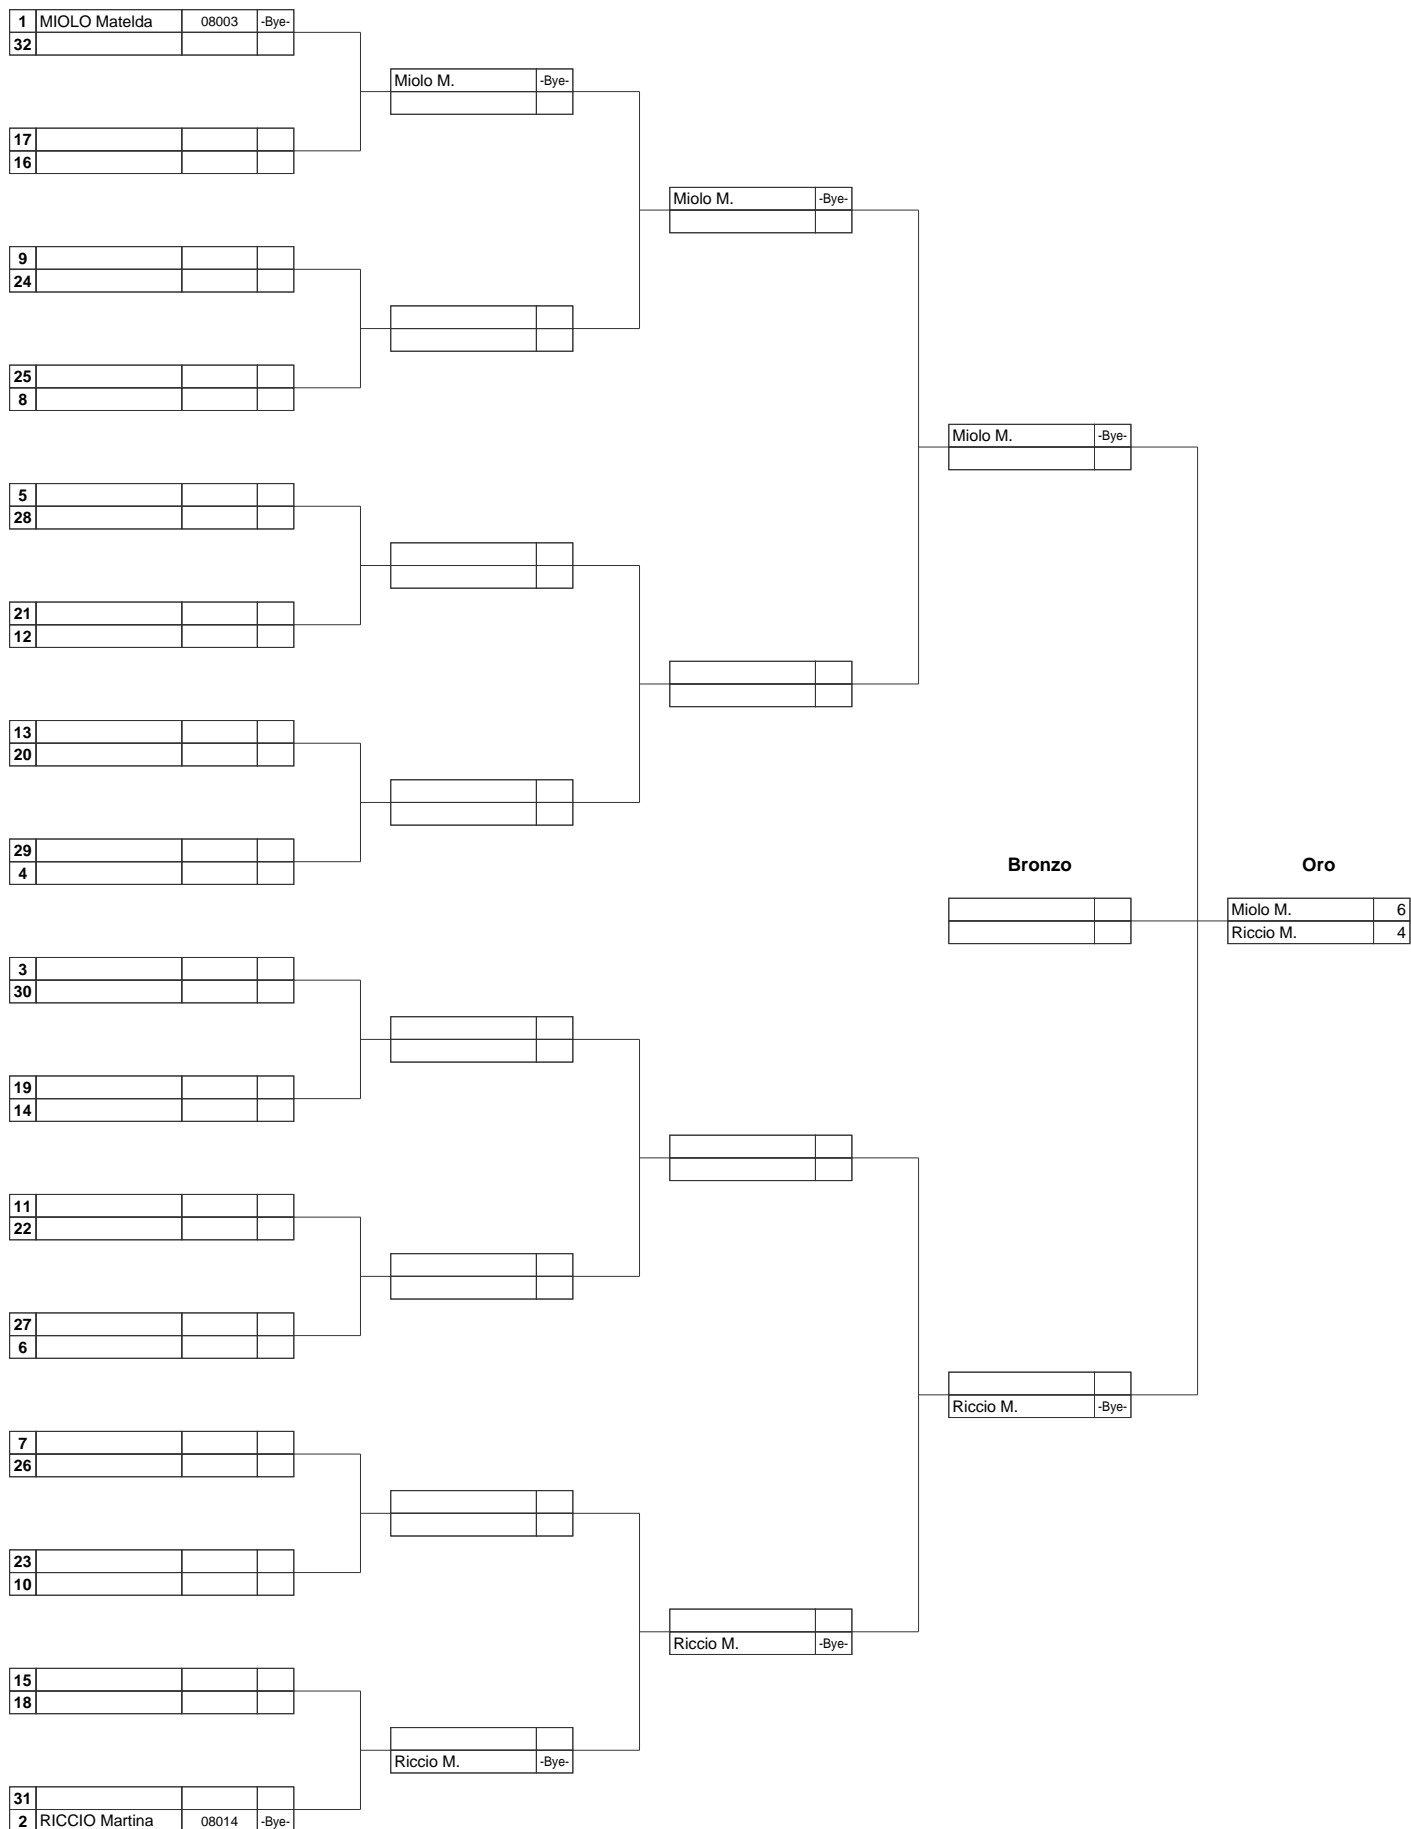 1 MIOLO Matelda 08003 -Bye-
32
Miolo M. -Bye-
17
16
Miolo M. -Bye-
9
24
25
8
Miolo M. -Bye-
5
28
21
12
13
20
29
4
Bronzo Oro
Miolo M. 6
Riccio M. 4
3
30
19
14
11
22
27
6
Riccio M. -Bye-
7
26
23
10
Riccio M. -Bye-
15
18
Riccio M. -Bye-
31
2 RICCIO Martina 08014 -Bye-